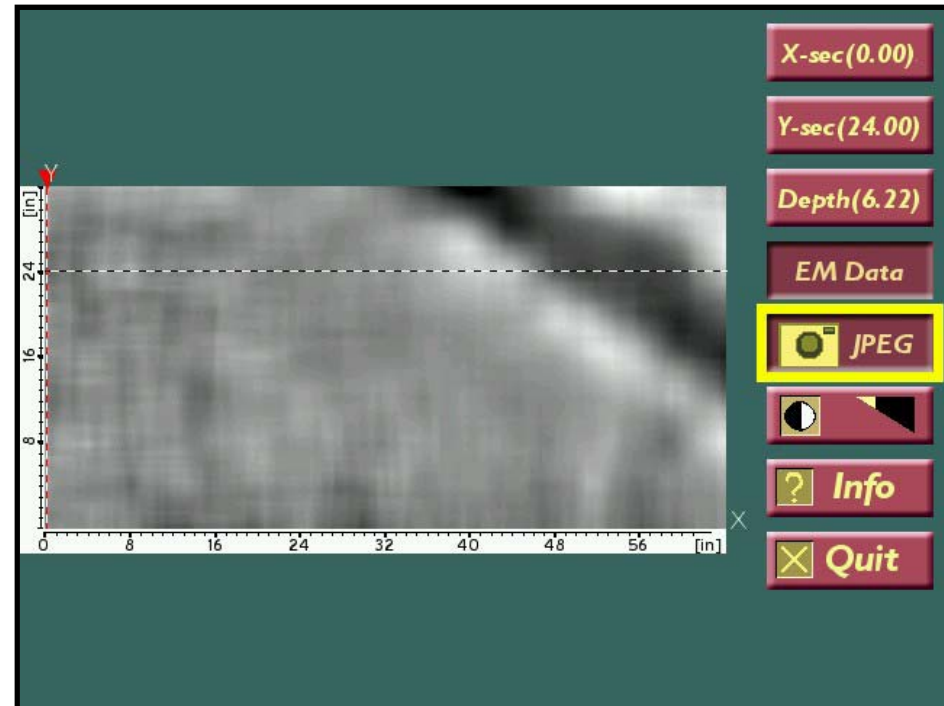 X-sec(0.00)
Y-sec(24.00)
Depth(6.22)
EM Data
JPEG
? Info
Quit
Y
[in]
24
16
8
X
0 8 16 24 32 40 48 56 [in]